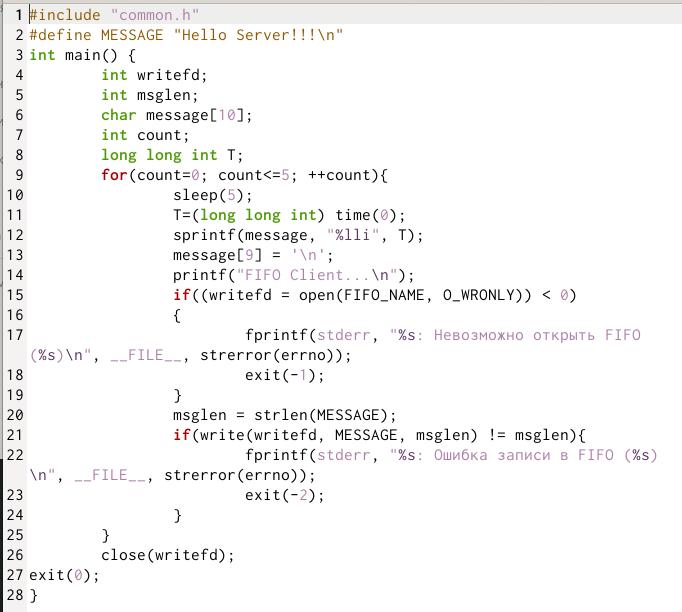 1 #include "common.h"
2 #define MESSAGE "Hello Server!!!\n"
3 int main() {
4         int writefd;
5         int msglen;
6         char message[10];
7         int count;
8         long long int T;
9         for(count=0; count<=5; ++count){
10                 sleep(5);
11                 T=(long long int) time(0);
12                 sprintf(message, "%lli", T);
13                 message[9] = '\n';
14                 printf("FIFO Client...\n");
15                 if((writefd = open(FIFO_NAME, O_WRONLY)) < 0)
16                 {
17                         fprintf(stderr, "%s: Невозможно открыть FIFO
(%s)\n", __FILE__, strerror(errno));
18                         exit(-1);
19                 }
20                 msglen = strlen(MESSAGE);
21                 if(write(writefd, MESSAGE, msglen) != msglen){
22                         fprintf(stderr, "%s: Ошибка записи в FIFO (%s)
\n", __FILE__, strerror(errno));
23                         exit(-2);
24                 }
25         }
26         close(writefd);
27 exit(0);
28 }